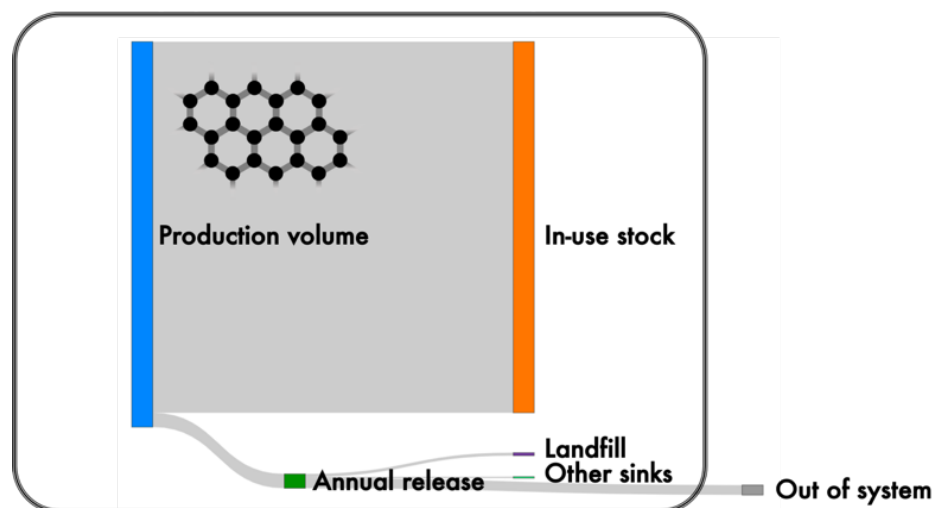 Production volume
In-use stock
Landfill
Annual release
Other sinks
Out of system